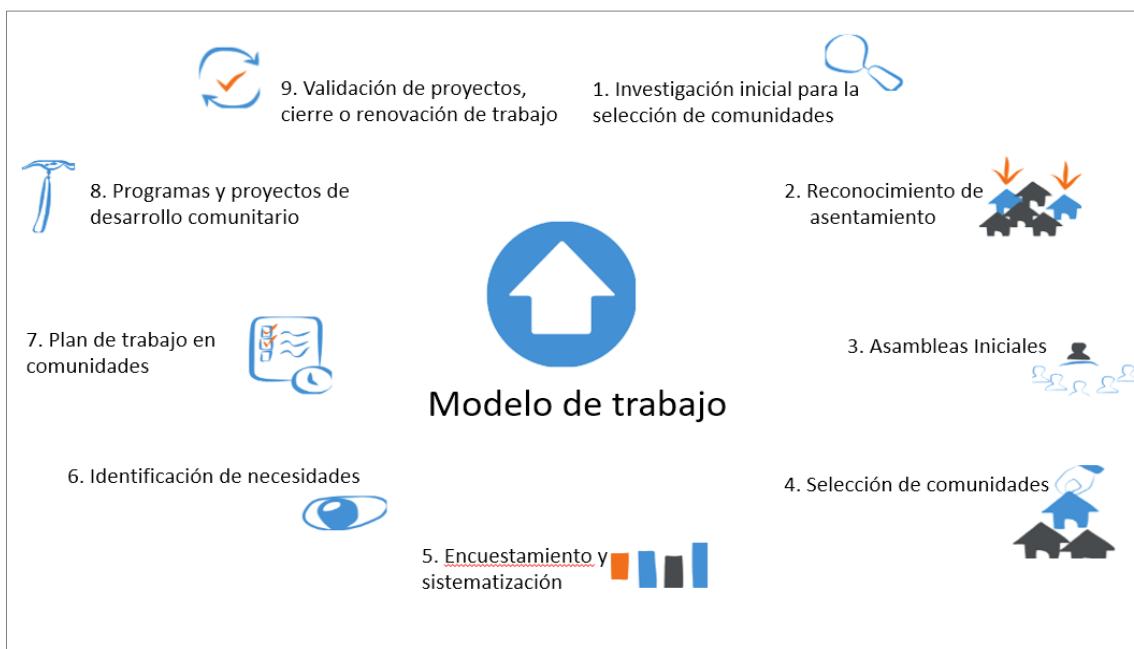 1. Investigación inicial para la
selección de comunidades
2. Reconocimiento de
asentamiento
3. Asambleas Iniciales
4. Selección de comunidades
5. Encuestamiento y
sistematización
6. Identificación de necesidades
7. Plan de trabajo en
comunidades
8. Programas y proyectos de
desarrollo comunitario
9. Validación de proyectos,
cierre o renovación de trabajo
Modelo de trabajo